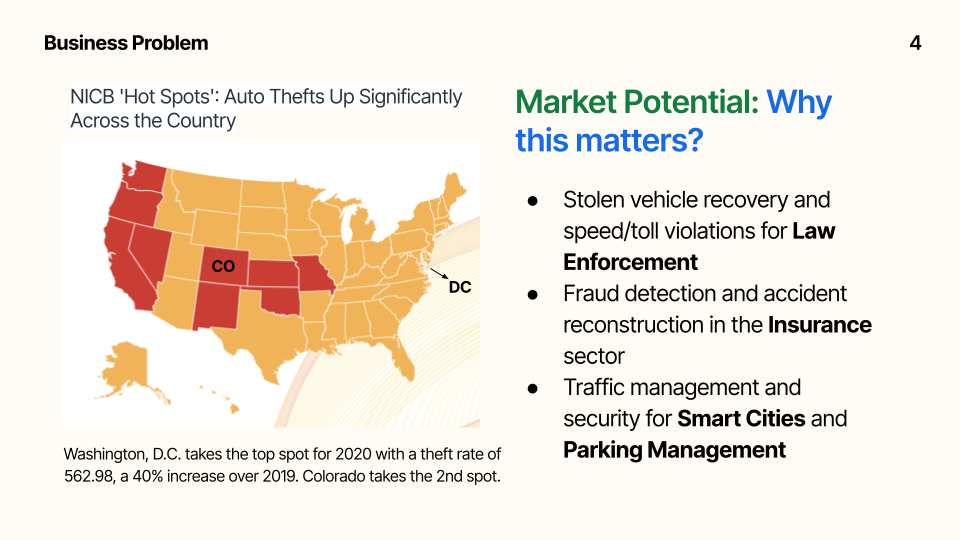 Business Problem
4
NICB 'Hot Spots': Auto Thefts Up Significantly
Across the Country
CO
DC
Washington, D.C. takes the top spot for 2020 with a theft rate of
562.98, a 40% increase over 2019. Colorado takes the 2nd spot.
Market Potential: Why
this matters?
● Stolen vehicle recovery and
speed/toll violations for Law
Enforcement
● Fraud detection and accident
reconstruction in the Insurance
sector
● Traffic management and
security for Smart Cities and
Parking Management